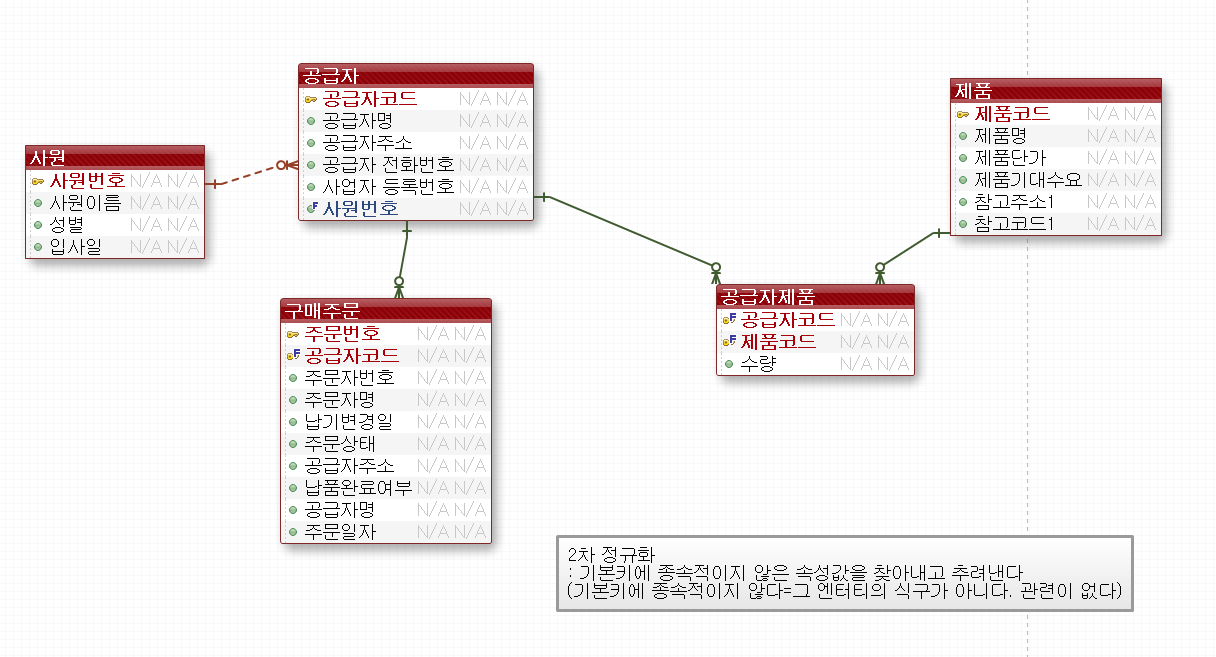 사원
사원번호 N/A N/A
사원이름 N/A N/A
성별 N/A N/A
입사일 N/A N/A
공급자
공급자코드 N/A N/A
공급자명 N/A N/A
공급자주소 N/A N/A
공급자 전화번호 N/A N/A
사업자 등록번호 N/A N/A
사원번호 N/A N/A
제품
제품코드 N/A N/A
제품명 N/A N/A
제품단가 N/A N/A
제품기대수요 N/A N/A
참고주소1 N/A N/A
참고코드1 N/A N/A
구매주문
주문번호 N/A N/A
공급자코드 N/A N/A
주문자번호 N/A N/A
주문자명 N/A N/A
납기변경일 N/A N/A
주문상태 N/A N/A
공급자주소 N/A N/A
납품완료여부 N/A N/A
공급자명 N/A N/A
주문일자 N/A N/A
공급자제품
공급자코드 N/A N/A
제품코드 N/A N/A
수량 N/A N/A
2차 정규화
: 기본키에 종속적이지 않은 속성값을 찾아내고 추려낸다
(기본키에 종속적이지 않다=그 엔터티의 식구가 아니다. 관련이 없다)